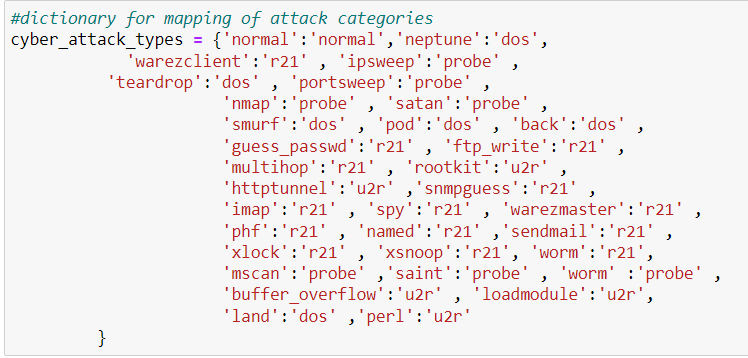 #dictionary for mapping of attack categories
cyber_attack_types = {'normal':'normal','neptune':'dos',
'warezclient':'r21' , 'ipsweep':'probe' ,
'teardrop':'dos' , 'portsweep':'probe' ,
'nmap':'probe' , 'satan':'probe' ,
'smurf':'dos' , 'pod':'dos' , 'back':'dos' ,
'guess_passwd':'r21' , 'ftp_write':'r21' ,
'multihop':'r21' , 'rootkit':'u2r' ,
'httptunnel':'u2r' ,'snmpguess':'r21' ,
'imap':'r21' , 'spy':'r21' , 'warezmaster':'r21' ,
'phf':'r21' , 'named':'r21' ,'sendmail':'r21' ,
'xlock':'r21' , 'xsnoop':'r21', 'worm':'r21',
'mscan':'probe' ,'saint':'probe' , 'worm' :'probe' ,
'buffer_overflow':'u2r' , 'loadmodule':'u2r',
'land':'dos' ,'perl':'u2r'
}